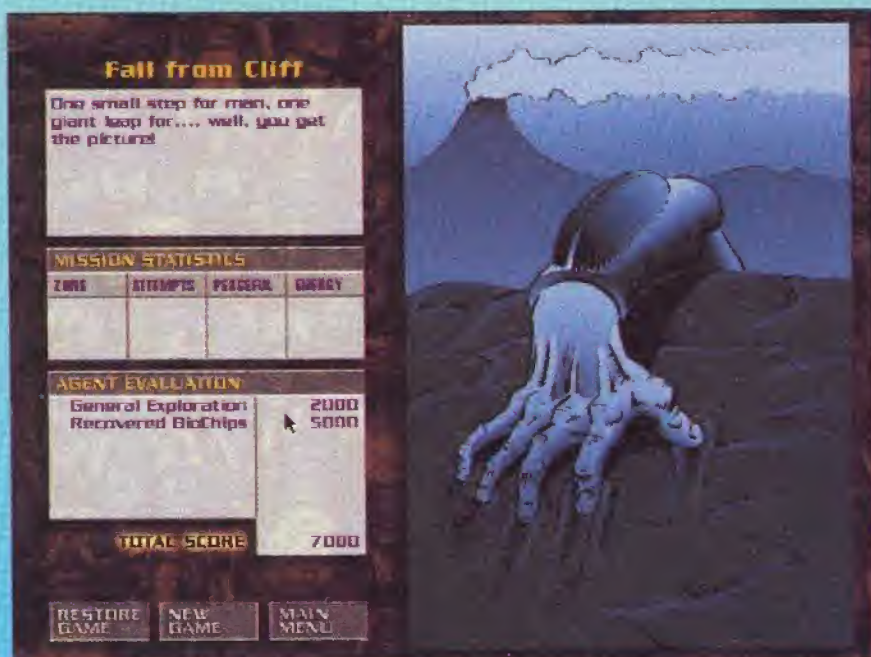 Fall from Cliff
One small step for man, one
giant leap for.... well, you get
the picture!
MISSION STATISTICS
ZONE ATTEMPTS PEACEFUL ENERGY
AGENT EVALUATION
General Exploration 2000
Recovered BioChips 5000
TOTAL SCORE 7000
RESTORE GAME
NEW GAME
MAIN MENU